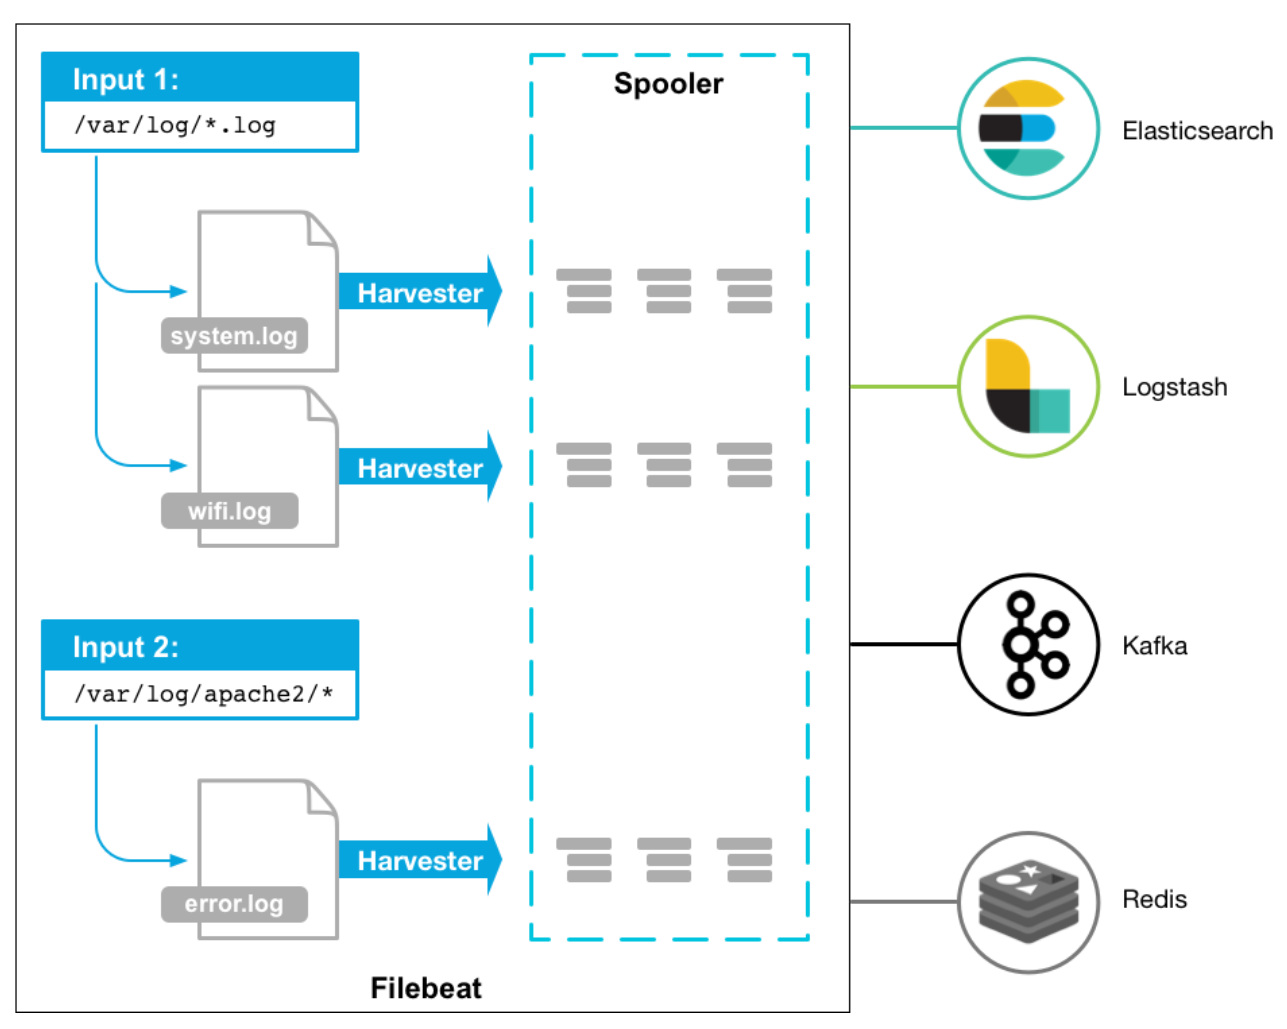 Input 1:
/var/log/*.log
system.log
Harvester
wifi.log
Harvester
Input 2:
/var/log/apache2/*
error.log
Harvester
Spooler
Filebeat
Elasticsearch
Logstash
Kafka
Redis